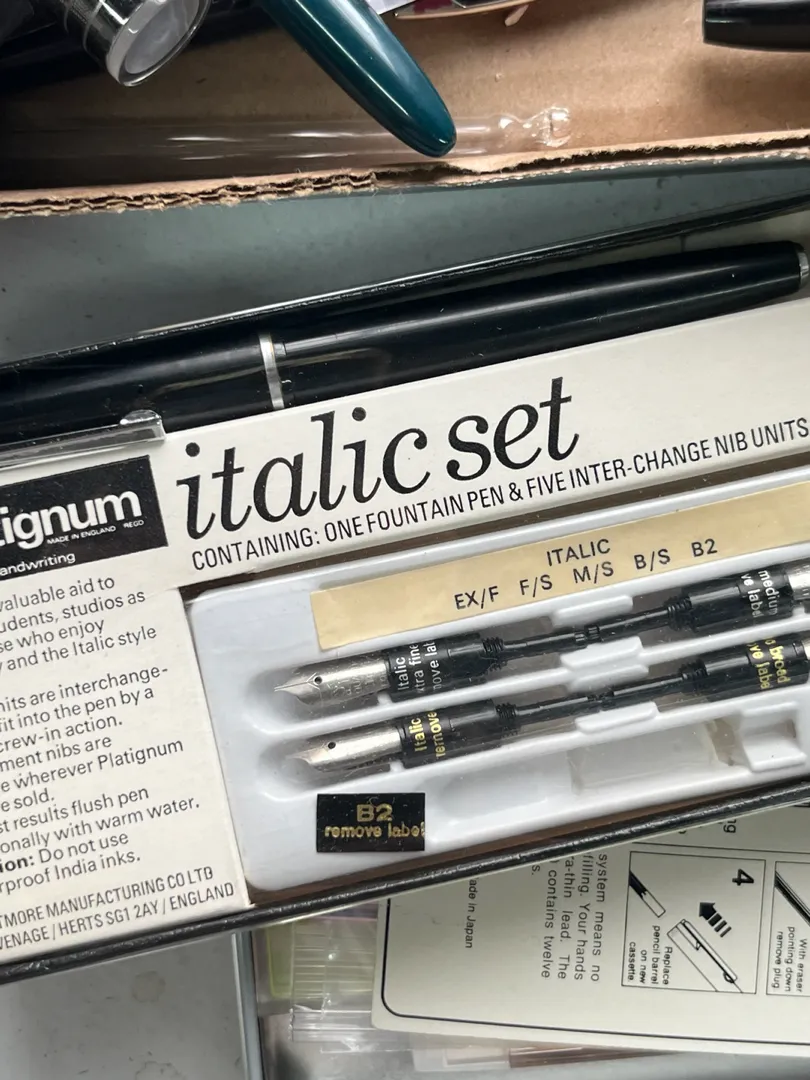 italic set
CONTAINING: ONE FOUNTAIN PEN & FIVE INTER-CHANGE NIB UNITS
tignum
MADE IN ENGLAND REGD
andwriting
valuable aid to
udents, studios as
se who enjoy
y and the Italic style
nits are interchange-
fit into the pen by a
crew-in action.
ment nibs are
e wherever Platignum
e sold.
st results flush pen
onally with warm water.
ion: Do not use
rproof India inks.
TMORE MANUFACTURING CO LTD
VENAGE / HERTS SG1 2AY / ENGLAND
ITALIC
EX/F F/S M/S B/S B2
Italic
xtra fine
move lab
medium
ve label
Italic
remove
broad
ve label
B2
remove label
ade in Japan
system means no
filling. Your hands
ra-thin lead. The
contains twelve
s.
4
Replace
pencil barrel
on new
cassette.
With eraser
pointing down
remove plug.